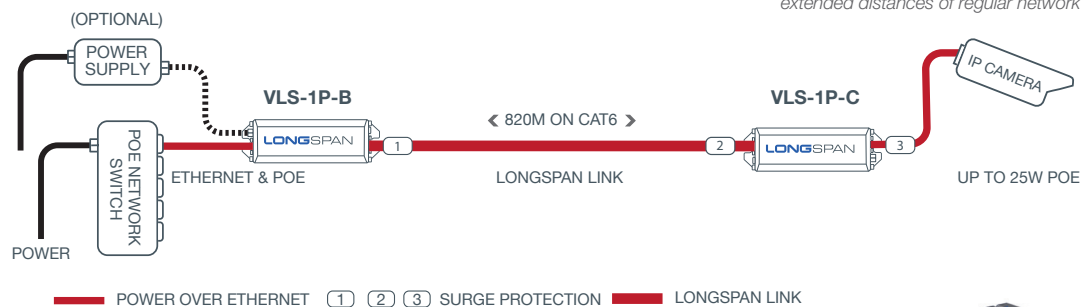 extended distances of regular network
(OPTIONAL)
POWER
SUPPLY
IP CAMERA
VLS-1P-B
VLS-1P-C
< 820M ON CAT6 >
POE NETWORK
SWITCH
LONGSPAN
1
2
LONGSPAN
3
ETHERNET & POE
LONGSPAN LINK
UP TO 25W POE
POWER
POWER OVER ETHERNET 1 2 3 SURGE PROTECTION LONGSPAN LINK